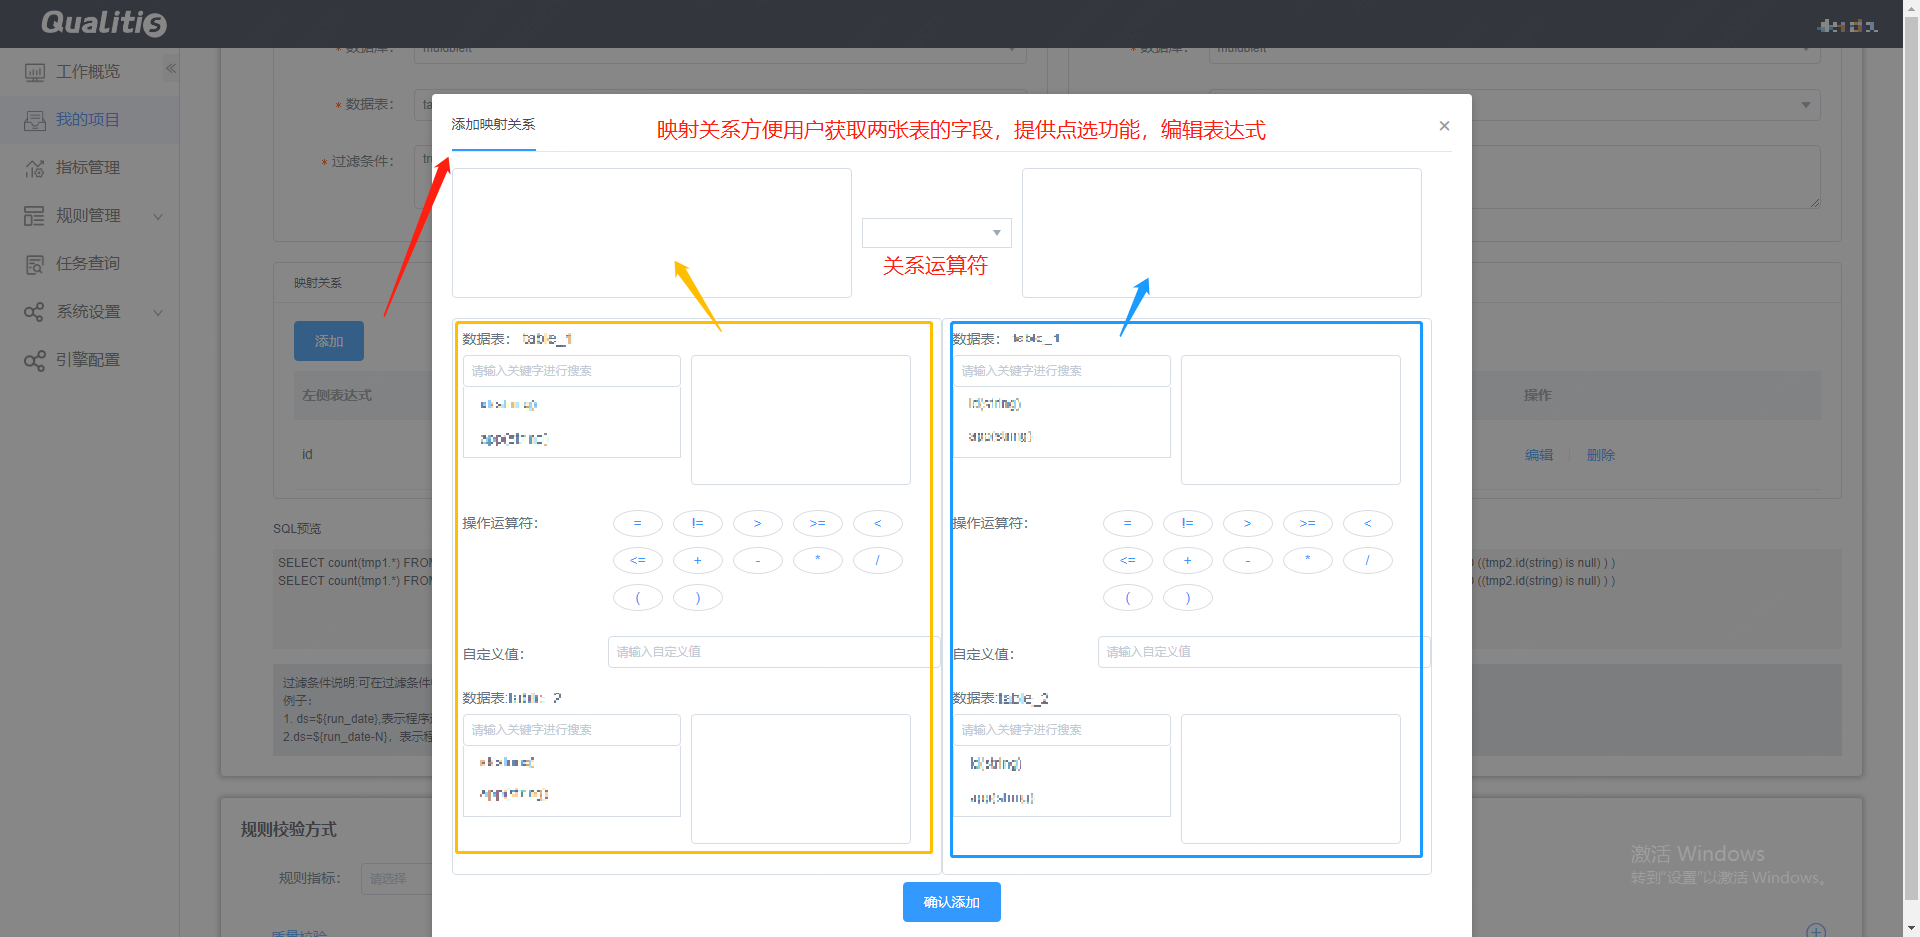 Qualitis
工作概览
我的项目
指标管理
规则管理
任务查询
系统设置
引擎配置
* 数据库：
* 数据库：
* 数据表：
* 过滤条件：
映射关系
添加
左侧表达式
操作
id
编辑
删除
SQL预览
SELECT count(tmp1.*) FROM
((tmp2.id(string) is null) ) )
SELECT count(tmp1.*) FROM
((tmp2.id(string) is null) ) )
过滤条件说明:可在过滤条件
例子：
1. ds=${run_date},表示程序
2.ds=${run_date-N}，表示程
规则校验方式
规则指标：
请选择
质量校验
添加映射关系
映射关系方便用户获取两张表的字段，提供点选功能，编辑表达式
×
关系运算符
数据表： table_1
请输入关键字进行搜索
app(string)
操作运算符：
= != > >= <
<= + - * /
( )
自定义值：
请输入自定义值
数据表:
请输入关键字进行搜索
app(string)
数据表： table_1
请输入关键字进行搜索
id(string)
app(string)
操作运算符：
= != > >= <
<= + - * /
( )
自定义值：
请输入自定义值
数据表:table_2
请输入关键字进行搜索
id(string)
app(string)
确认添加
激活 Windows
转到"设置"以激活 Windows。